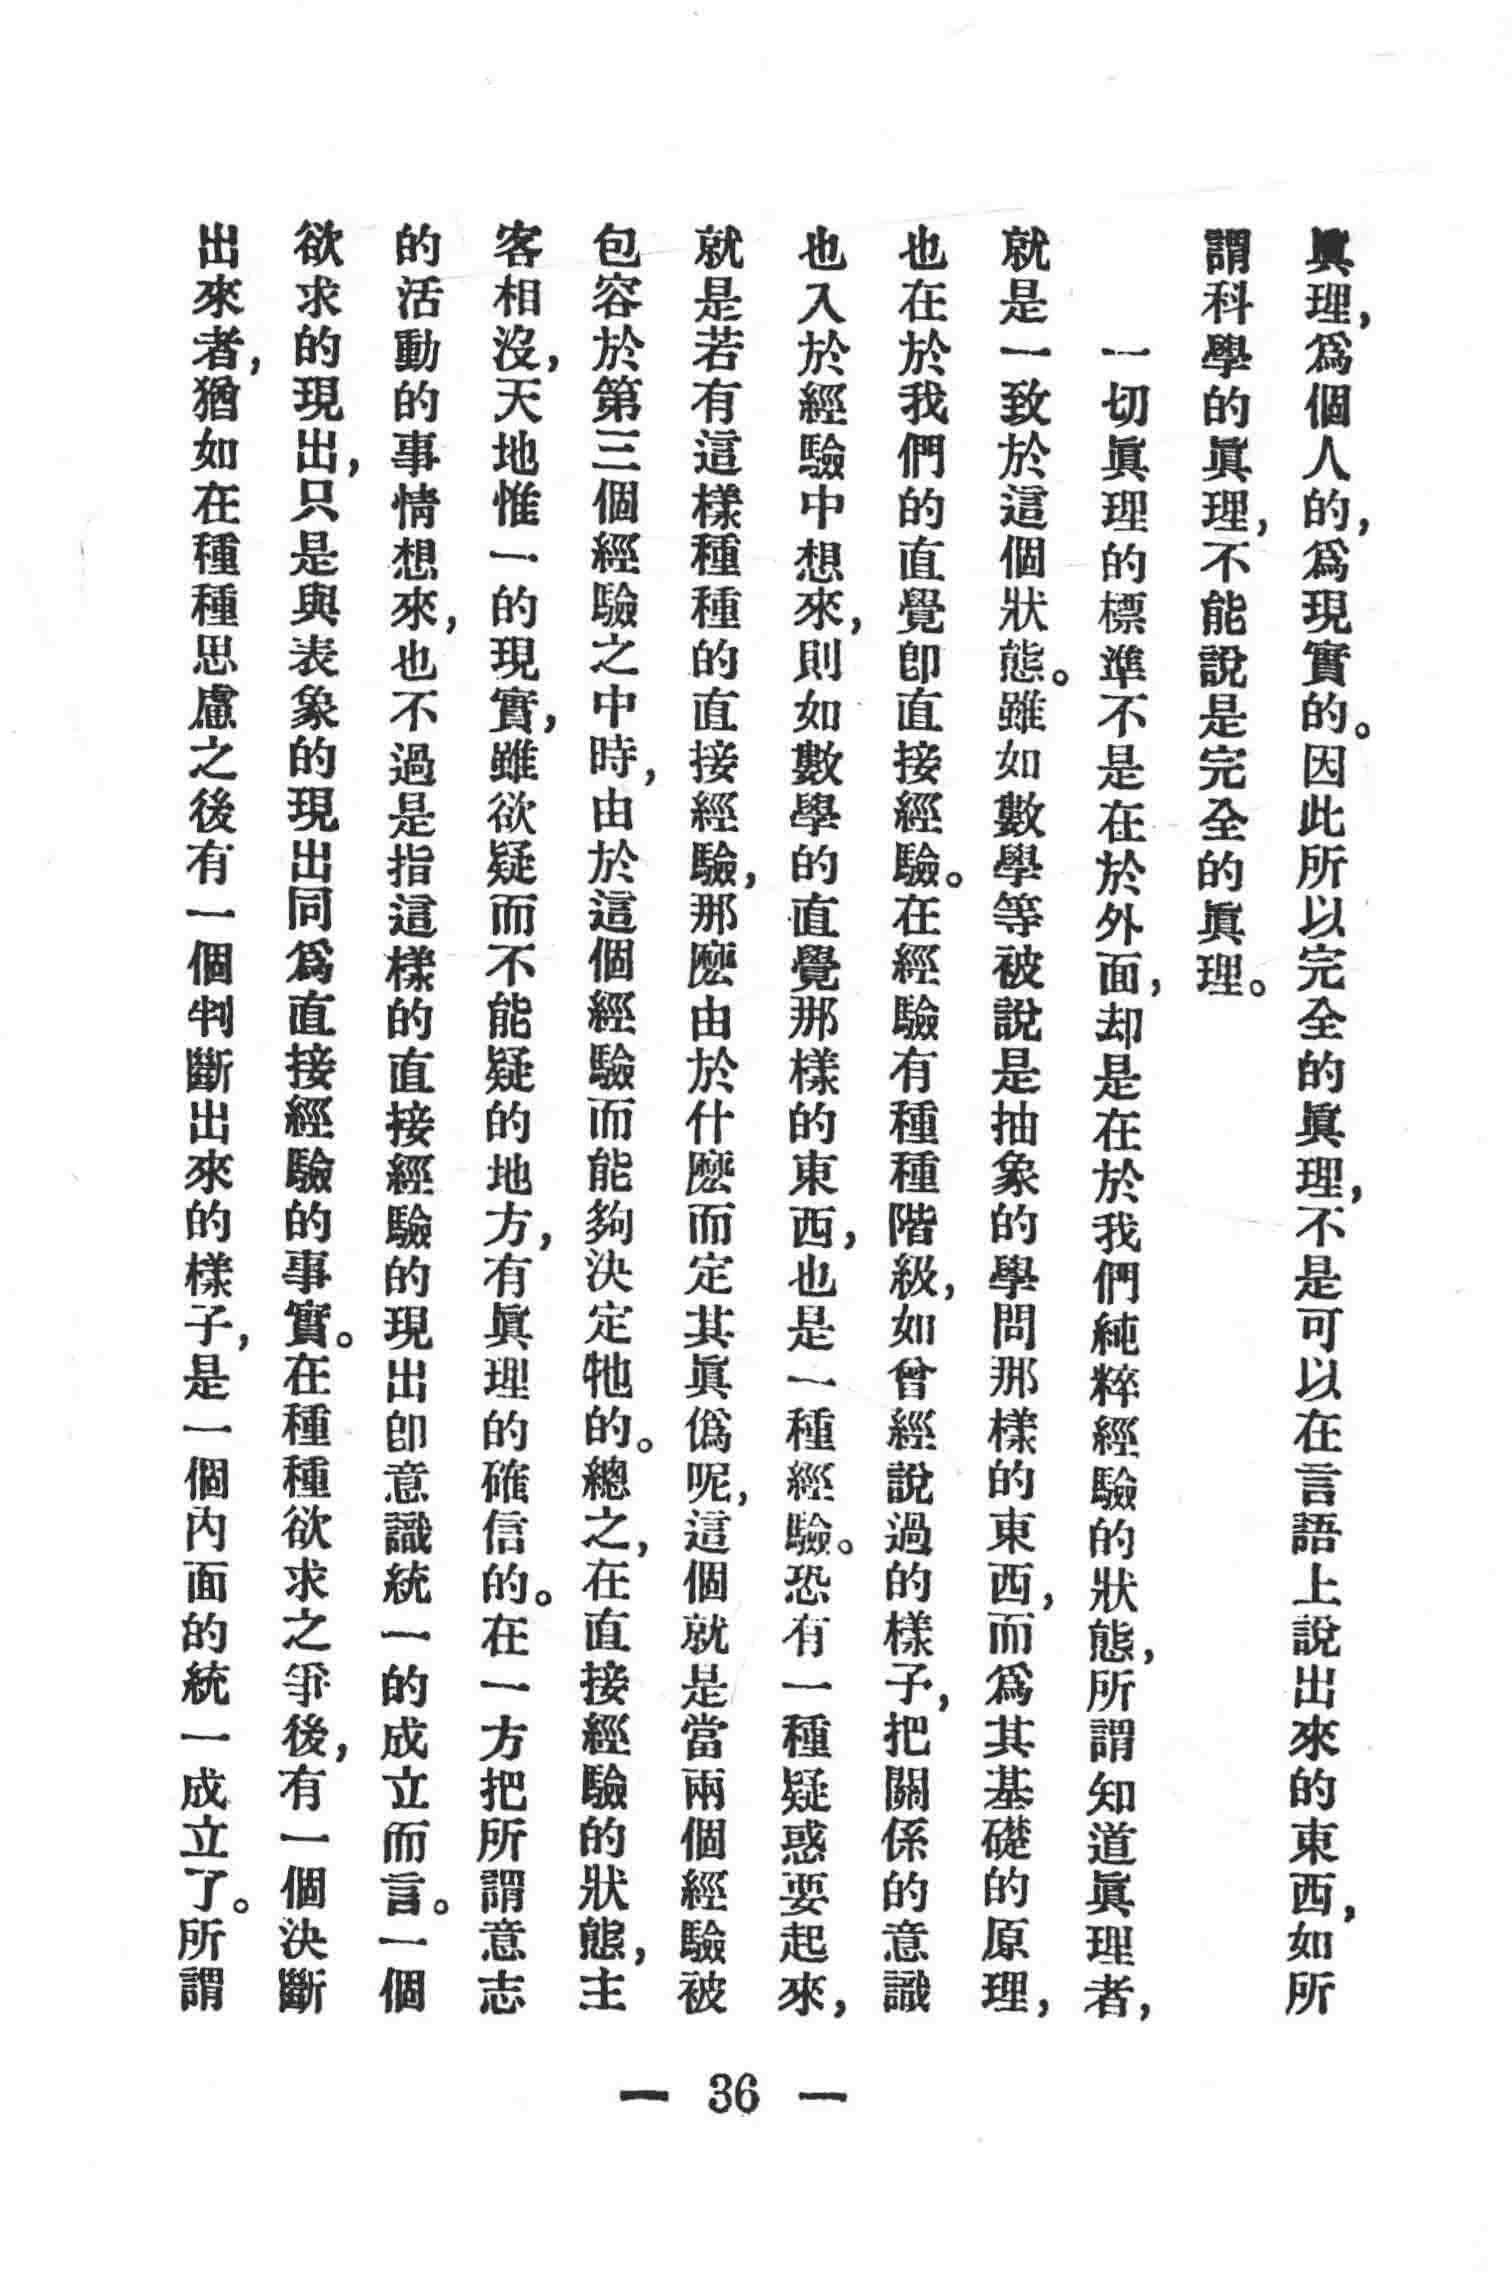 眞理，爲個人的，爲現實的。因此所以完全的眞理，不是可以在言語上說出來的東西，如所
謂科學的眞理，不能說是完全的眞理。
一切眞理的標準不是在於外面，却是在於我們純粹經驗的狀態，所謂知道眞理者，
就是一致於這個狀態。雖如數學等被說是抽象的學問那樣的東西，而爲其基礎的原理，
也在於我們的直覺卽直接經驗。在經驗有種種階級，如曾經說過的樣子，把關係的意識
也入於經驗中想來，則如數學的直覺那樣的東西，也是一種經驗。恐有一種疑惑要起來，
就是若有這樣種種的直接經驗，那麼由於什麼而定其眞僞呢，這個就是當兩個經驗被
包容於第三個經驗之中時，由於這個經驗而能夠決定牠的。總之，在直接經驗的狀態，主
客相沒，天地惟一的現實，雖欲疑而不能疑的地方，有眞理的確信的。在一方把所謂意志
的活動的事情想來，也不過是指這樣的直接經驗的現出卽意識統一的成立而言。一個
欲求的現出，只是與表象的現出同爲直接經驗的事實。在種種欲求之爭後，有一個決斷
出來者，猶如在種種思慮之後有一個判斷出來的樣子，是一個內面的統一成立了。所謂
— 36 —